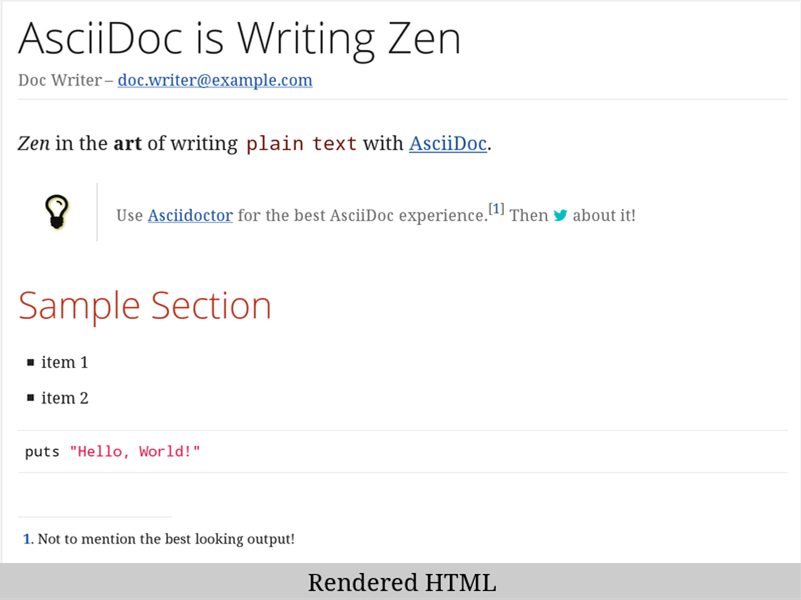 AsciiDoc is Writing Zen
Doc Writer – doc.writer@example.com
Zen in the art of writing plain text with AsciiDoc.
Use Asciidoctor for the best AsciiDoc experience.[1] Then about it!
Sample Section
item 1
item 2
puts "Hello, World!"
1. Not to mention the best looking output!
Rendered HTML